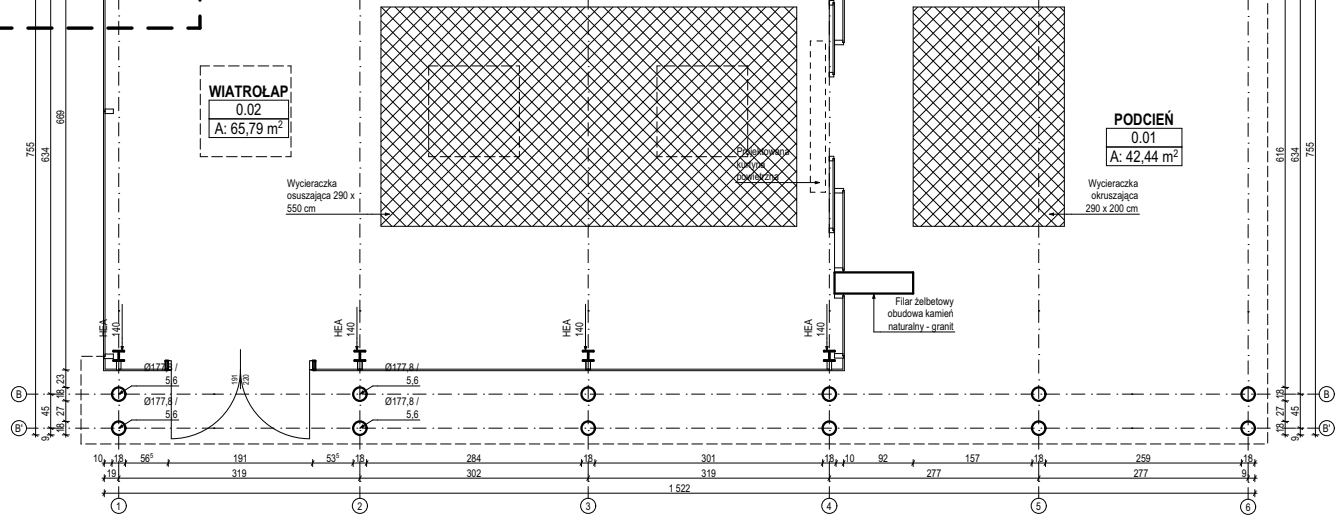 WIATROŁAP
0.02
A: 65,79 m²
PODCIEŃ
0.01
A: 42,44 m²
Projektowana
kurtyna
powietrzna
Wycieraczka
osuszająca 290 x
550 cm
Wycieraczka
okruszająca
290 x 200 cm
Filar żelbetowy
obudowa kamień
naturalny - granit
HEA
140
HEA
140
HEA
140
HEA
140
Ø177,8 /
5,6
Ø177,8 /
5,6
Ø177,8 /
5,6
Ø177,8 /
5,6
191
220
755
634
669
23
18
45
27
18
9
616
634
755
18
27
45
18
9
B
B'
B
B'
10 18 56⁵ 191 53⁵ 18 284 18 301 18 10 92 157 18 259 18
19 319 302 319 277 277 9
1 522
1 2 3 4 5 6